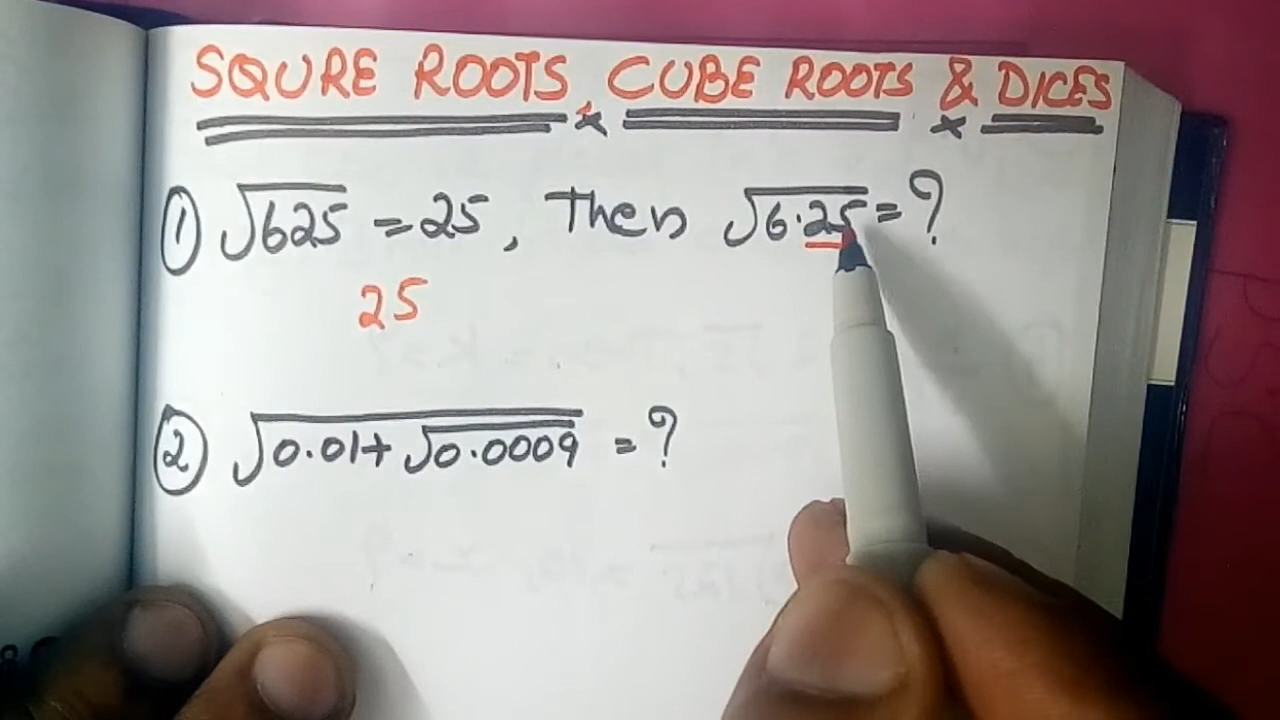 SQURE ROOTS, CUBE ROOTS & DICES
① √625 = 25, Then √6.25 = ?
25
② √(0.01+√0.0009) = ?